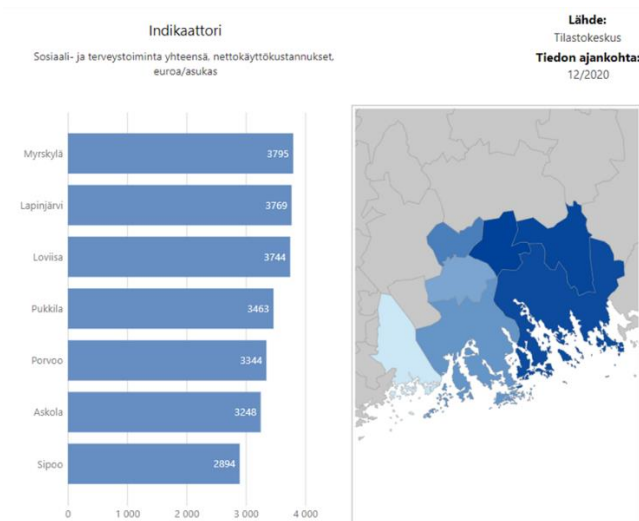 Indikaattori
Sosiaali- ja terveystoiminta yhteensä, nettokäyttökustannukset,
euroa/asukas
Lähde:
Tilastokeskus
Tiedon ajankohta:
12/2020
Myrskylä 3795
Lapinjärvi 3769
Loviisa 3744
Pukkila 3463
Porvoo 3344
Askola 3248
Sipoo 2894
0 1 000 2 000 3 000 4 000